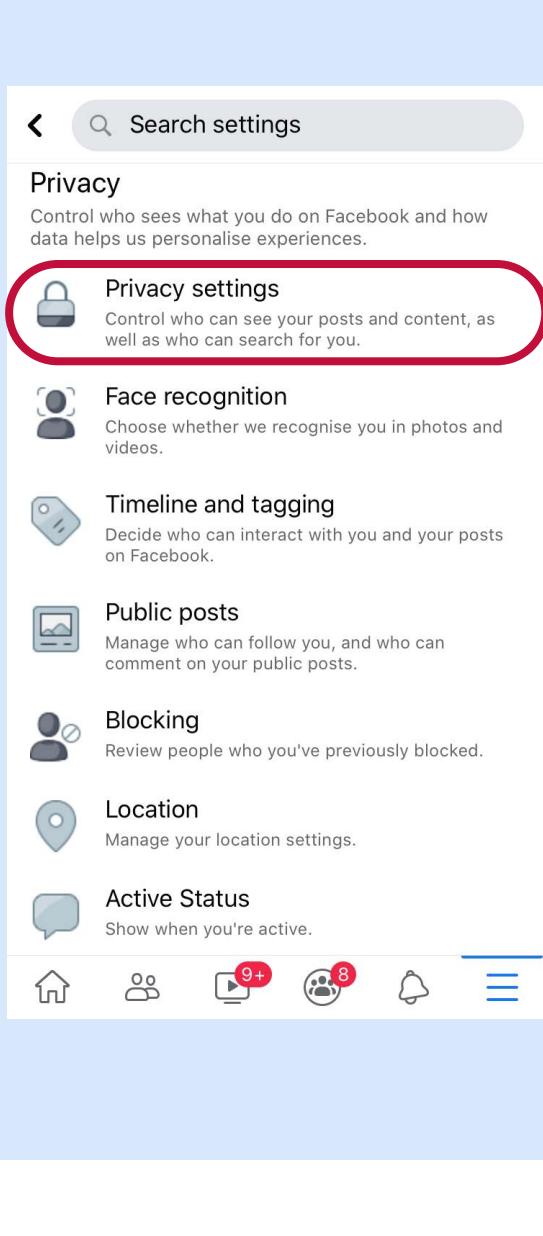 Search settings
Privacy
Control who sees what you do on Facebook and how
data helps us personalise experiences.
Privacy settings
Control who can see your posts and content, as
well as who can search for you.
Face recognition
Choose whether we recognise you in photos and
videos.
Timeline and tagging
Decide who can interact with you and your posts
on Facebook.
Public posts
Manage who can follow you, and who can
comment on your public posts.
Blocking
Review people who you've previously blocked.
Location
Manage your location settings.
Active Status
Show when you're active.
9+ 8